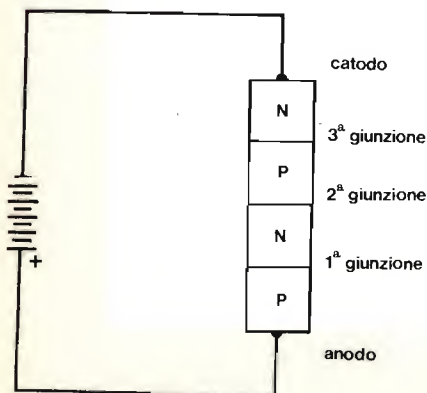 catodo
N
3ª giunzione
P
2ª giunzione
N
1ª giunzione
P
+
anodo